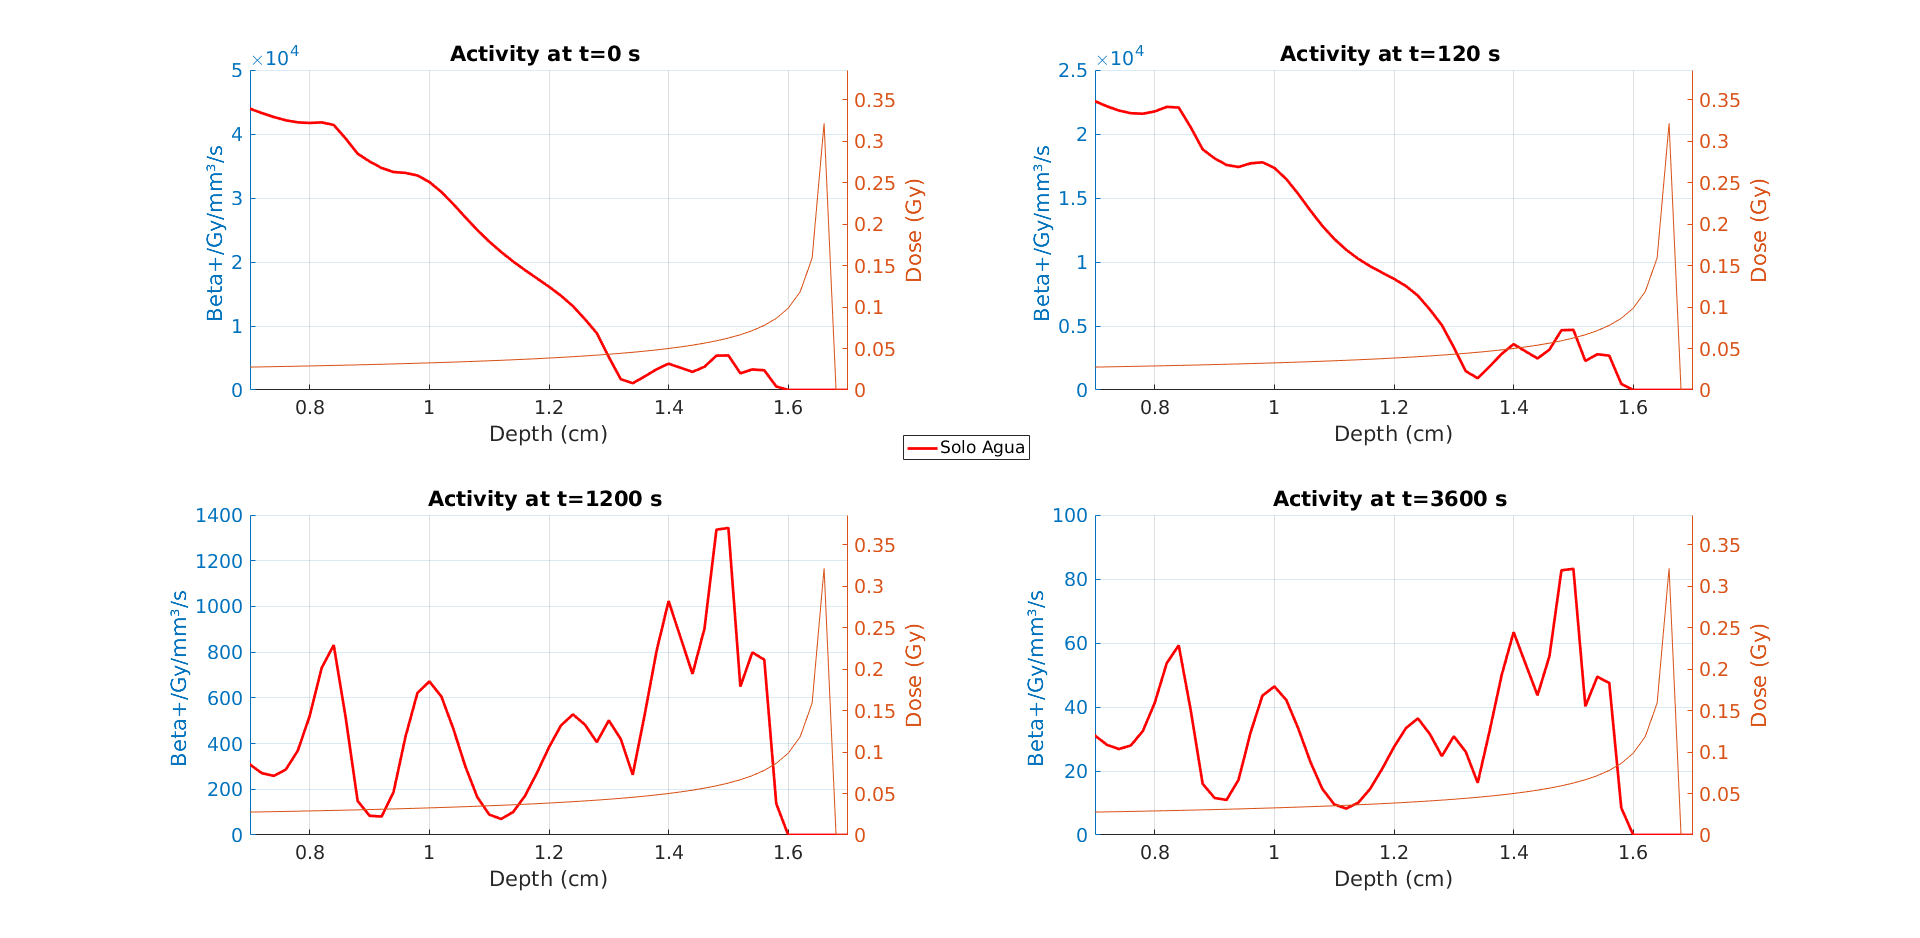 Activity at t=0 s
×10⁴
5
4
3
2
1
0
Beta+/Gy/mm³/s
0.35
0.3
0.25
0.2
0.15
0.1
0.05
0
Dose (Gy)
0.8 1 1.2 1.4 1.6
Depth (cm)
Activity at t=120 s
×10⁴
2.5
2
1.5
1
0.5
0
Beta+/Gy/mm³/s
0.35
0.3
0.25
0.2
0.15
0.1
0.05
0
Dose (Gy)
0.8 1 1.2 1.4 1.6
Depth (cm)
Solo Agua
Activity at t=1200 s
1400
1200
1000
800
600
400
200
0
Beta+/Gy/mm³/s
0.35
0.3
0.25
0.2
0.15
0.1
0.05
0
Dose (Gy)
0.8 1 1.2 1.4 1.6
Depth (cm)
Activity at t=3600 s
100
80
60
40
20
0
Beta+/Gy/mm³/s
0.35
0.3
0.25
0.2
0.15
0.1
0.05
0
Dose (Gy)
0.8 1 1.2 1.4 1.6
Depth (cm)